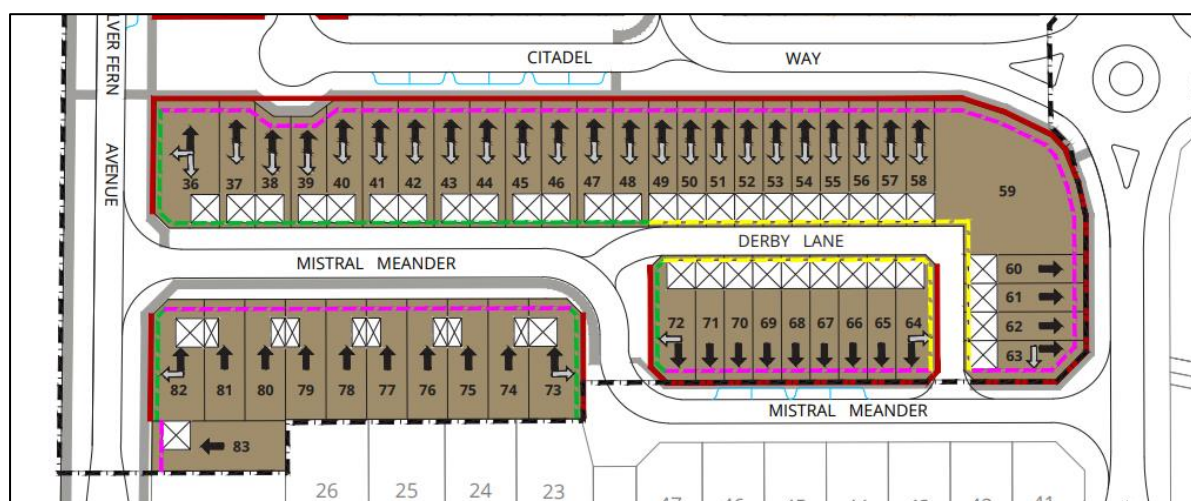 CITADEL WAY
LVER FERN
AVENUE
36 37 38 39 40 41 42 43 44 45 46 47 48 49 50 51 52 53 54 55 56 57 58
59
DERBY LANE
MISTRAL MEANDER
60
61
62
63
72 71 70 69 68 67 66 65 64
82 81 80 79 78 77 76 75 74 73
MISTRAL MEANDER
83
26 25 24 23